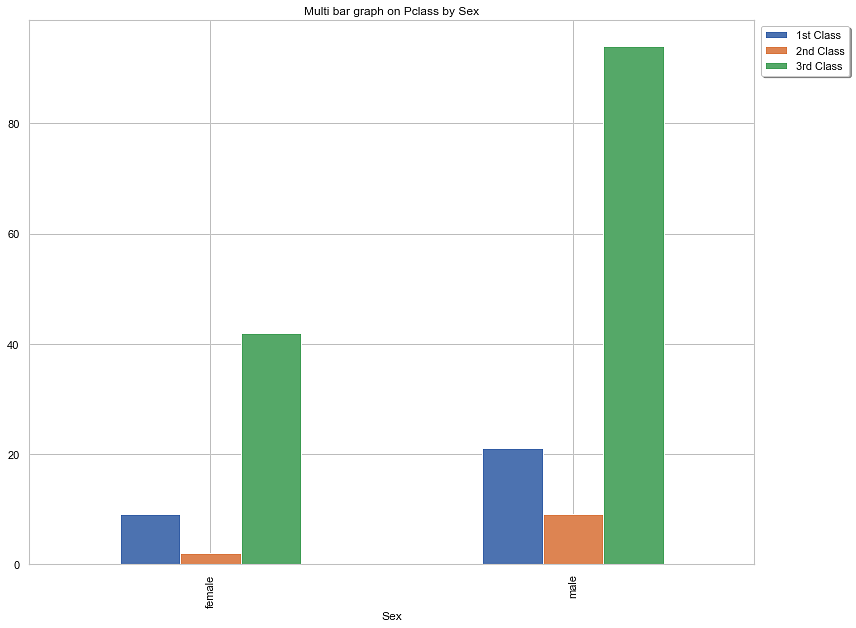 Multi bar graph on Pclass by Sex
1st Class
2nd Class
3rd Class
80
60
40
20
0
female
male
Sex